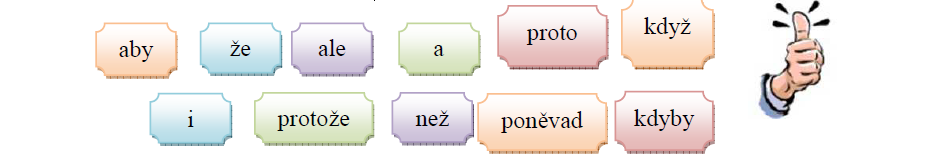 aby že ale a proto když
i protože než poněvad kdyby